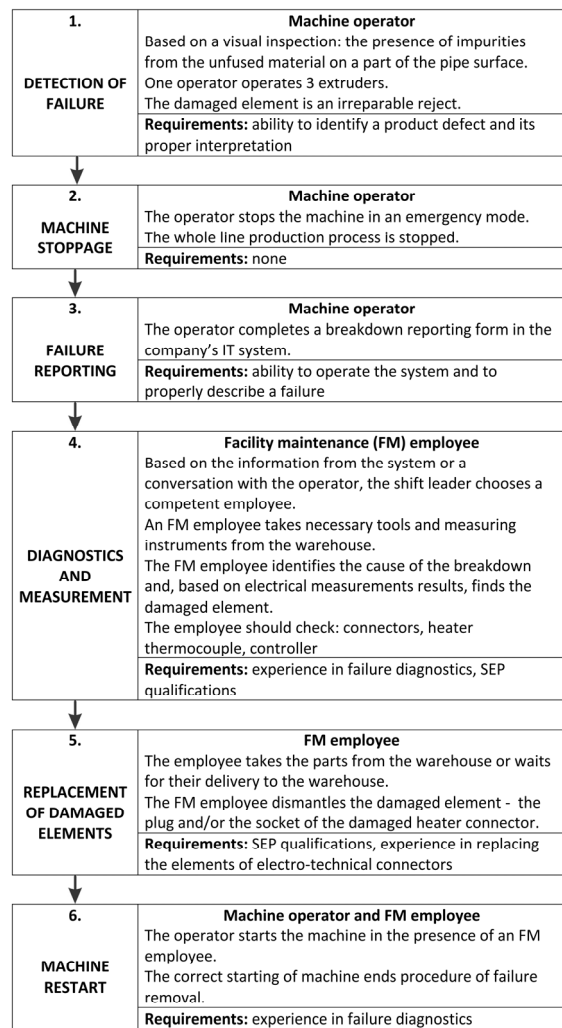 1.
DETECTION OF
FAILURE
Machine operator
Based on a visual inspection: the presence of impurities
from the unfused material on a part of the pipe surface.
One operator operates 3 extruders.
The damaged element is an irreparable reject.
Requirements: ability to identify a product defect and its
proper interpretation
2.
MACHINE
STOPPAGE
Machine operator
The operator stops the machine in an emergency mode.
The whole line production process is stopped.
Requirements: none
3.
FAILURE
REPORTING
Machine operator
The operator completes a breakdown reporting form in the
company's IT system.
Requirements: ability to operate the system and to
properly describe a failure
4.
DIAGNOSTICS
AND
MEASUREMENT
Facility maintenance (FM) employee
Based on the information from the system or a
conversation with the operator, the shift leader chooses a
competent employee.
An FM employee takes necessary tools and measuring
instruments from the warehouse.
The FM employee identifies the cause of the breakdown
and, based on electrical measurements results, finds the
damaged element.
The employee should check: connectors, heater
thermocouple, controller
Requirements: experience in failure diagnostics, SEP
qualifications
5.
REPLACEMENT
OF DAMAGED
ELEMENTS
FM employee
The employee takes the parts from the warehouse or waits
for their delivery to the warehouse.
The FM employee dismantles the damaged element - the
plug and/or the socket of the damaged heater connector.
Requirements: SEP qualifications, experience in replacing
the elements of electro-technical connectors
6.
MACHINE
RESTART
Machine operator and FM employee
The operator starts the machine in the presence of an FM
employee.
The correct starting of machine ends procedure of failure
removal.
Requirements: experience in failure diagnostics